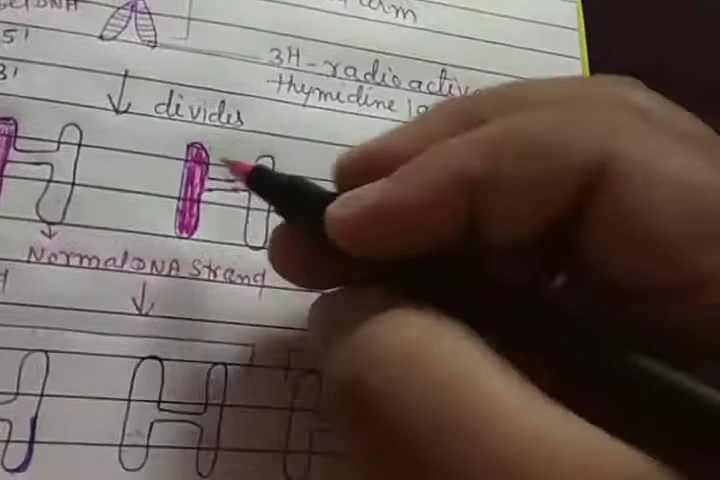 5'
3'
3H-radioactive
thymidine
divides
Normal DNA Strand